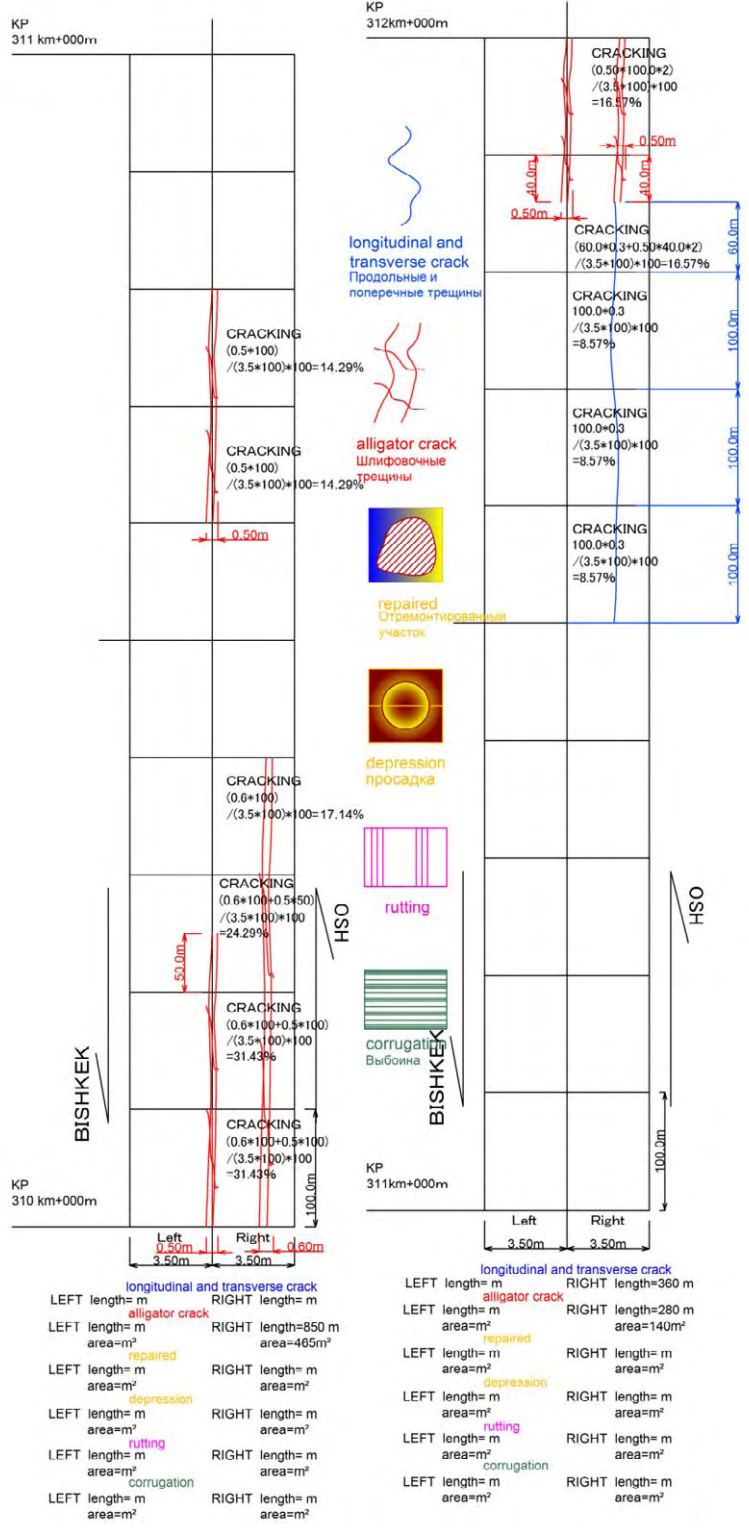 KP
311 km+000m
CRACKING
(0.5*100)
/(3.5*100)*100=14.29%
CRACKING
(0.5*100)
/(3.5*100)*100=14.29%
0.50m
CRACKING
(0.6*100)
/(3.5*100)*100=17.14%
CRACKING
(0.6*100+0.5*50)
/(3.5*100)*100
=24.29%
50.0m
HSO
CRACKING
(0.6*100+0.5*100)
/(3.5*100)*100
=31.43%
BISHKEK
CRACKING
(0.6*100+0.5*100)
/(3.5*100)*100
=31.43%
100.0m
KP
310 km+000m
Left
Right
0.50m
0.60m
3.50m
3.50m
longitudinal and transverse crack
LEFT length= m RIGHT length= m
alligator crack
LEFT length= m RIGHT length=850 m
area=m² area=465m²
repaired
LEFT length= m RIGHT length= m
area=m² area=m²
depression
LEFT length= m RIGHT length= m
area=m² area=m²
rutting
LEFT length= m RIGHT length= m
area=m² area=m²
corrugation
LEFT length= m RIGHT length= m
area=m² area=m²
longitudinal and
transverse crack
Продольные и
поперечные трещины
alligator crack
Шлифовочные
трещины
repaired
Отремонтированный
участок
depression
просадка
rutting
corrugation
Выбоина
KP
312km+000m
CRACKING
(0.50*100.0*2)
/(3.5*100)*100
=16.57%
0.50m
40.0m
40.0m
0.50m
CRACKING
(60.0*0.3+0.50*40.0*2)
/(3.5*100)*100=16.57%
60.0m
CRACKING
100.0*0.3
/(3.5*100)*100
=8.57%
100.0m
CRACKING
100.0*0.3
/(3.5*100)*100
=8.57%
100.0m
CRACKING
100.0*0.3
/(3.5*100)*100
=8.57%
100.0m
HSO
BISHKEK
100.0m
KP
311km+000m
Left
Right
3.50m
3.50m
longitudinal and transverse crack
LEFT length= m RIGHT length=360 m
alligator crack
LEFT length= m RIGHT length=280 m
area=m² area=140m²
repaired
LEFT length= m RIGHT length= m
area=m² area=m²
depression
LEFT length= m RIGHT length= m
area=m² area=m²
rutting
LEFT length= m RIGHT length= m
area=m² area=m²
corrugation
LEFT length= m RIGHT length= m
area=m² area=m²